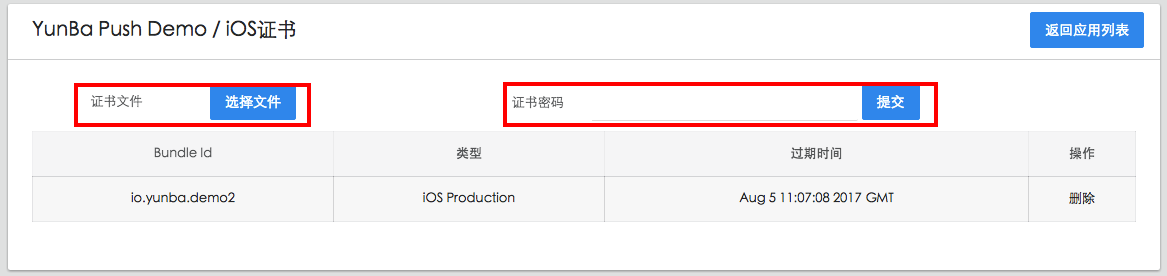 YunBa Push Demo / iOS证书 返回应用列表
证书文件 选择文件 证书密码 提交
Bundle Id 类型 过期时间 操作
io.yunba.demo2 iOS Production Aug 5 11:07:08 2017 GMT 删除